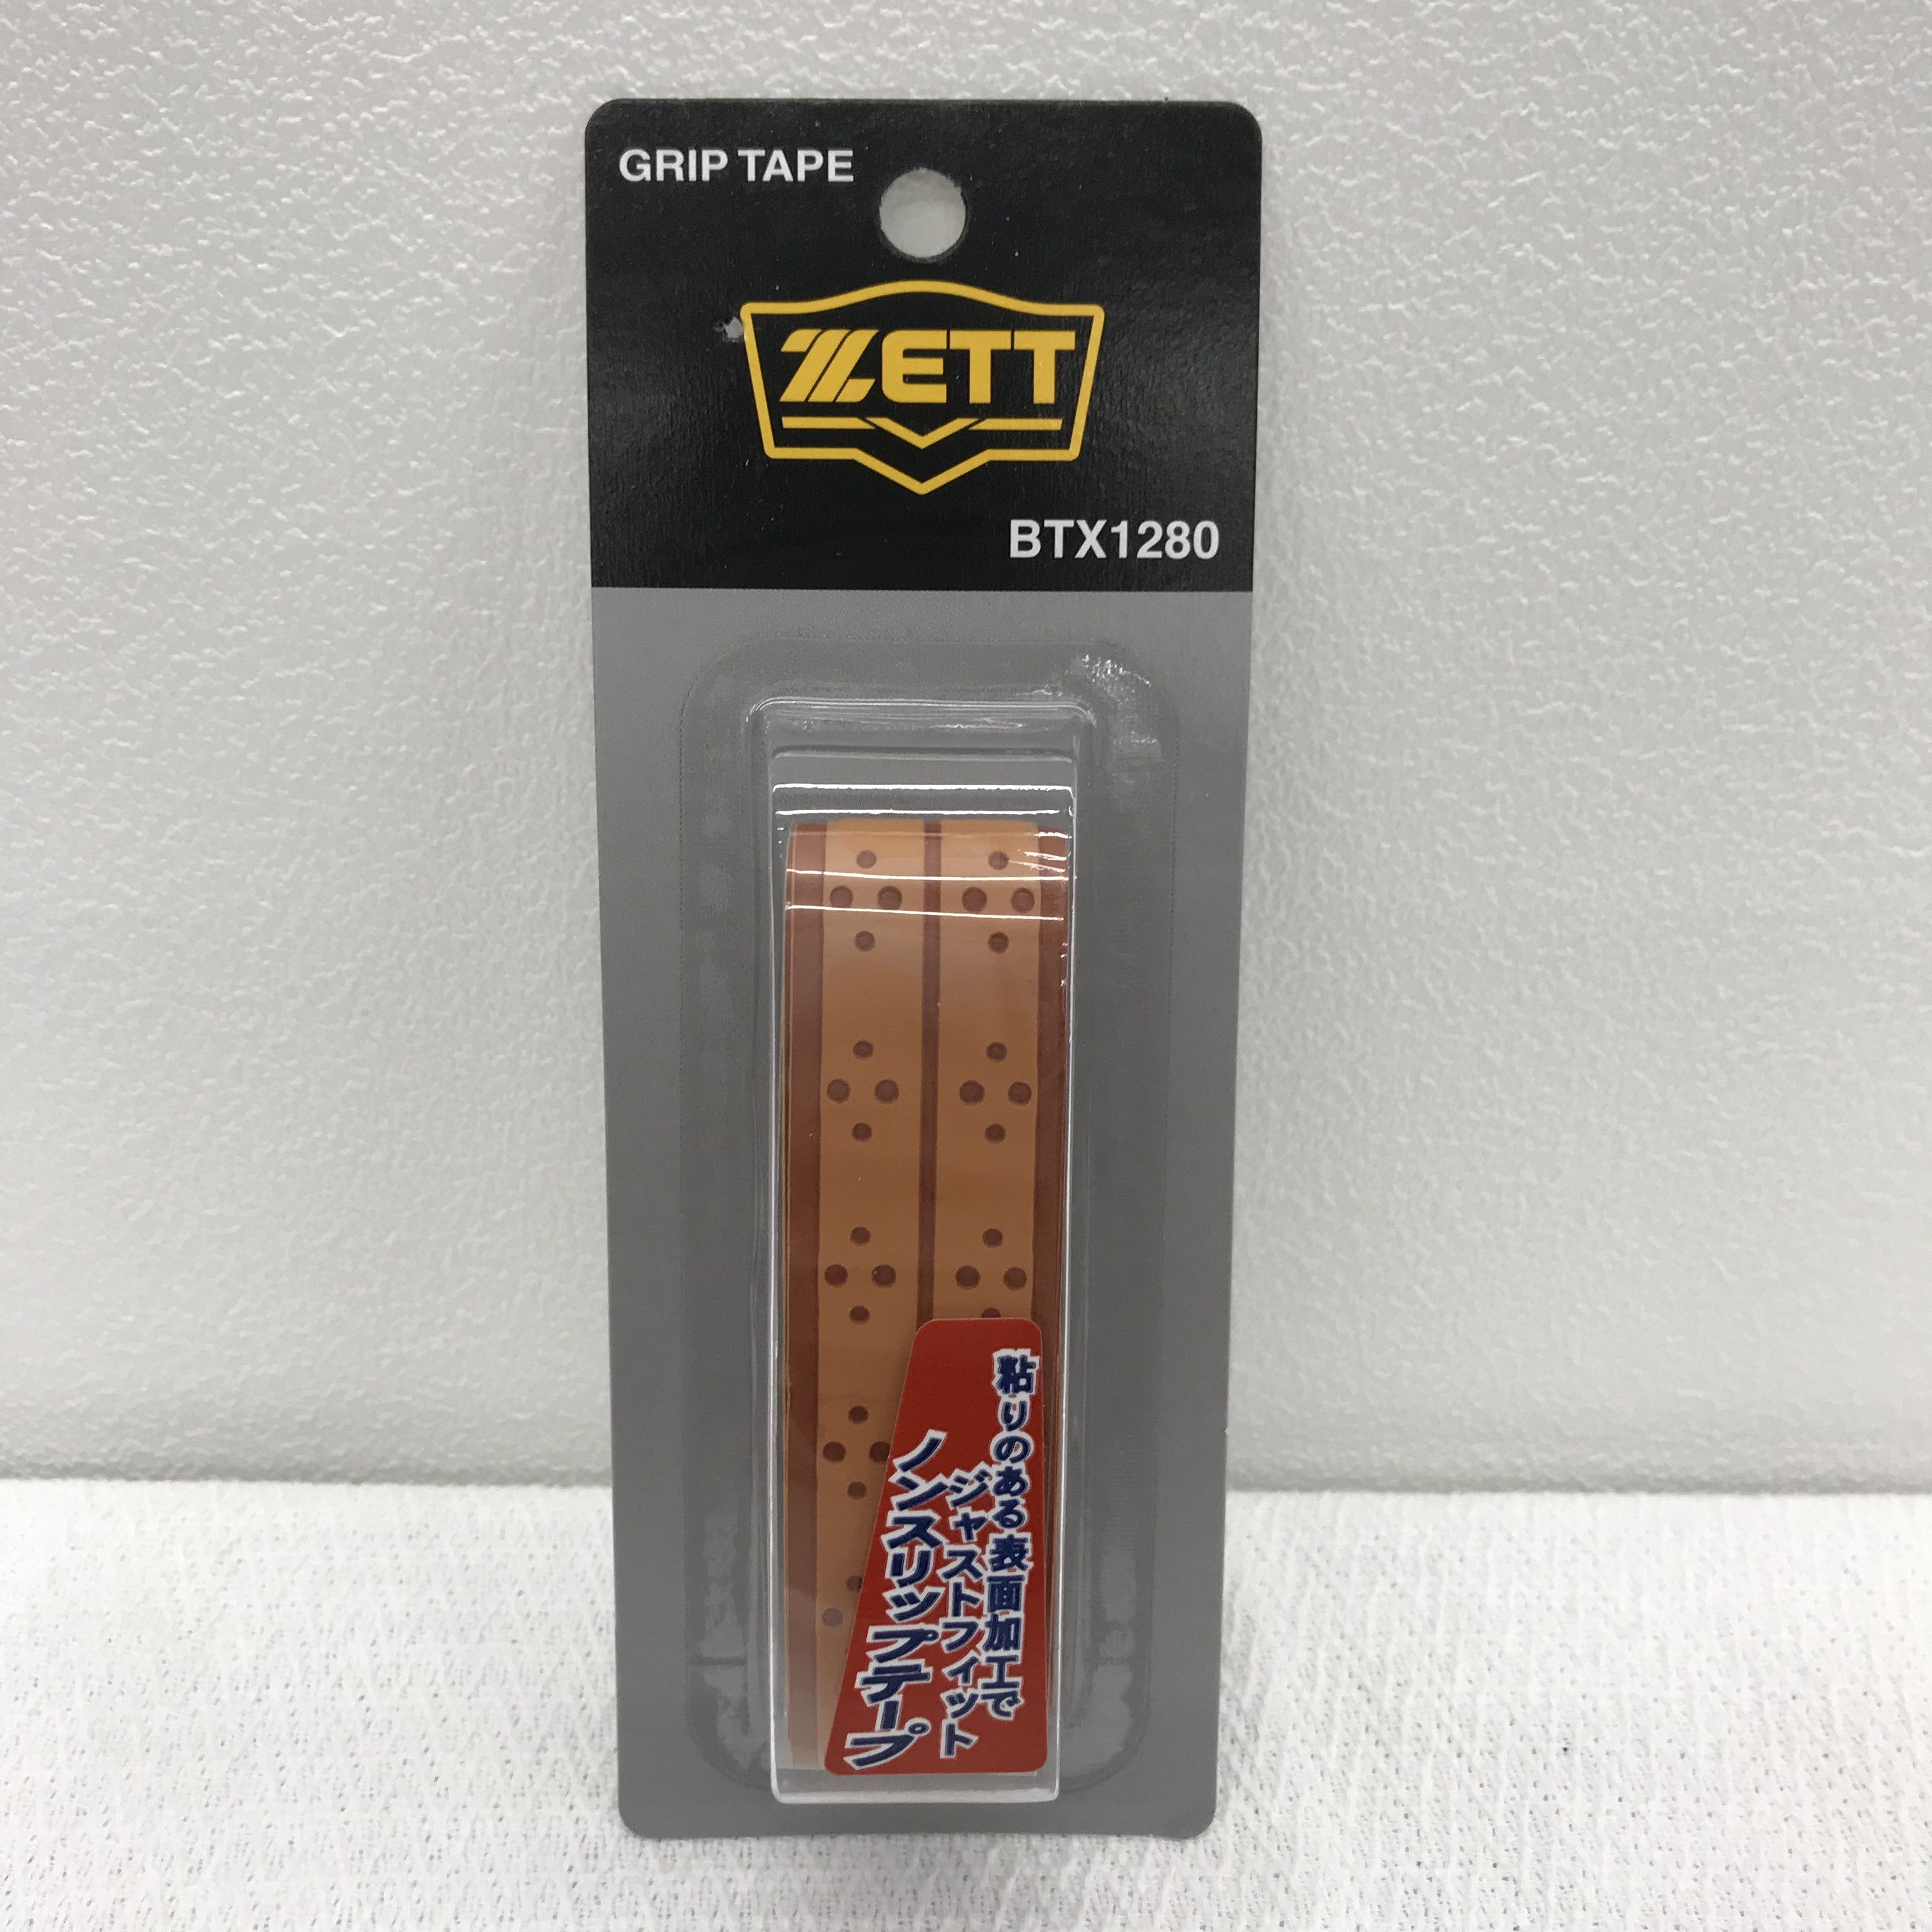 GRIP TAPE
ZETT
BTX1280
粘りのある表面加工で
ジャストフィット
ノンスリップテープ